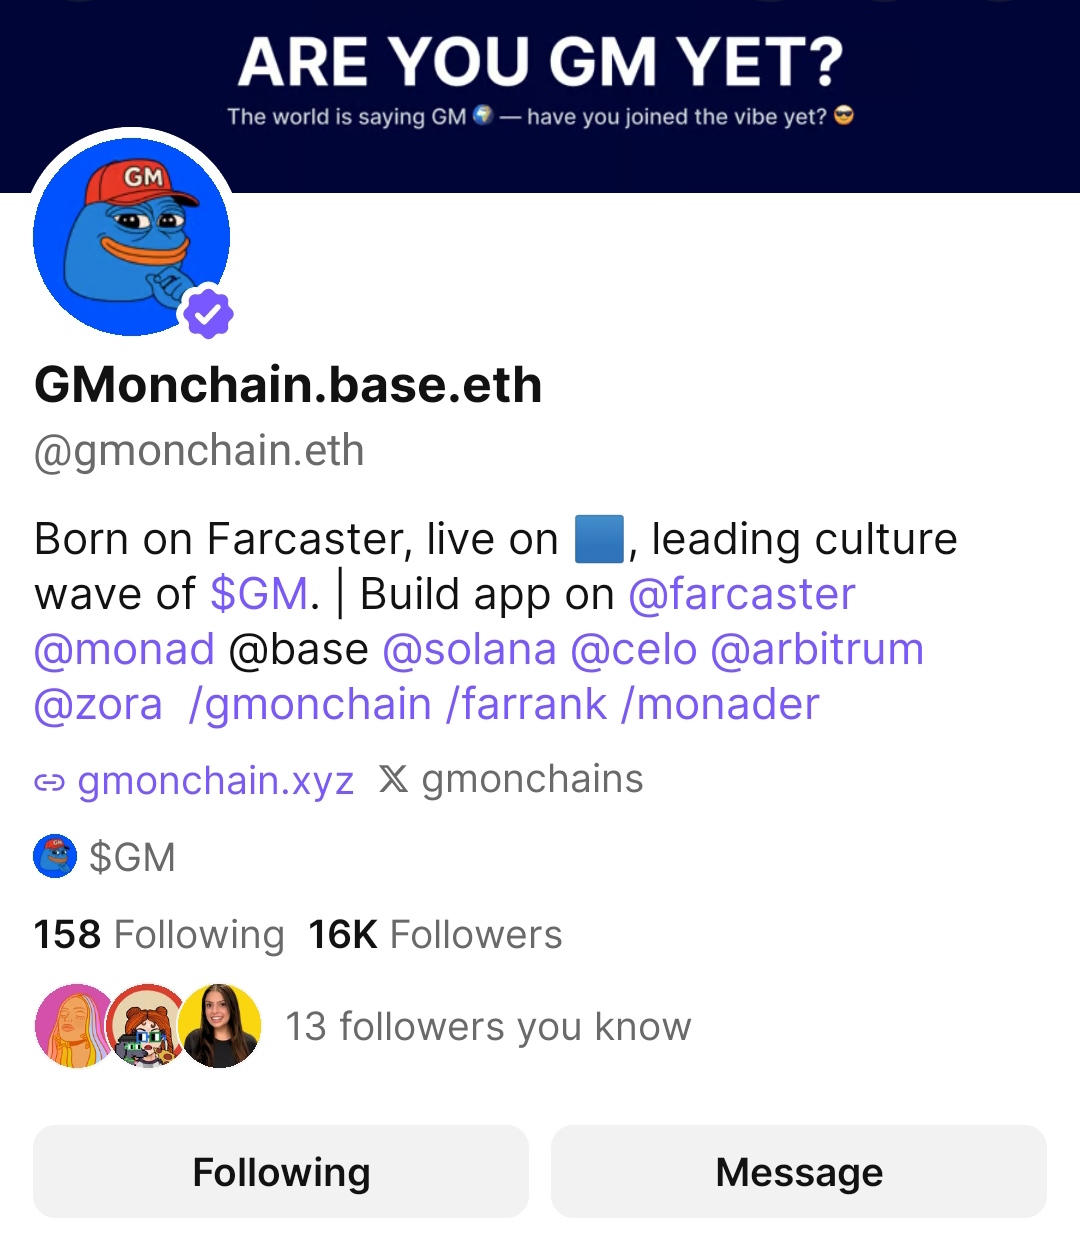 ARE YOU GM YET?
The world is saying GM 🌍 — have you joined the vibe yet? 😎
GM
GMonchain.base.eth
@gmonchain.eth
Born on Farcaster, live on 🟦, leading culture
wave of $GM. | Build app on @farcaster
@monad @base @solana @celo @arbitrum
@zora /gmonchain /farrank /monader
gmonchain.xyz 𝕏 gmonchains
$GM
158 Following 16K Followers
13 followers you know
Following Message